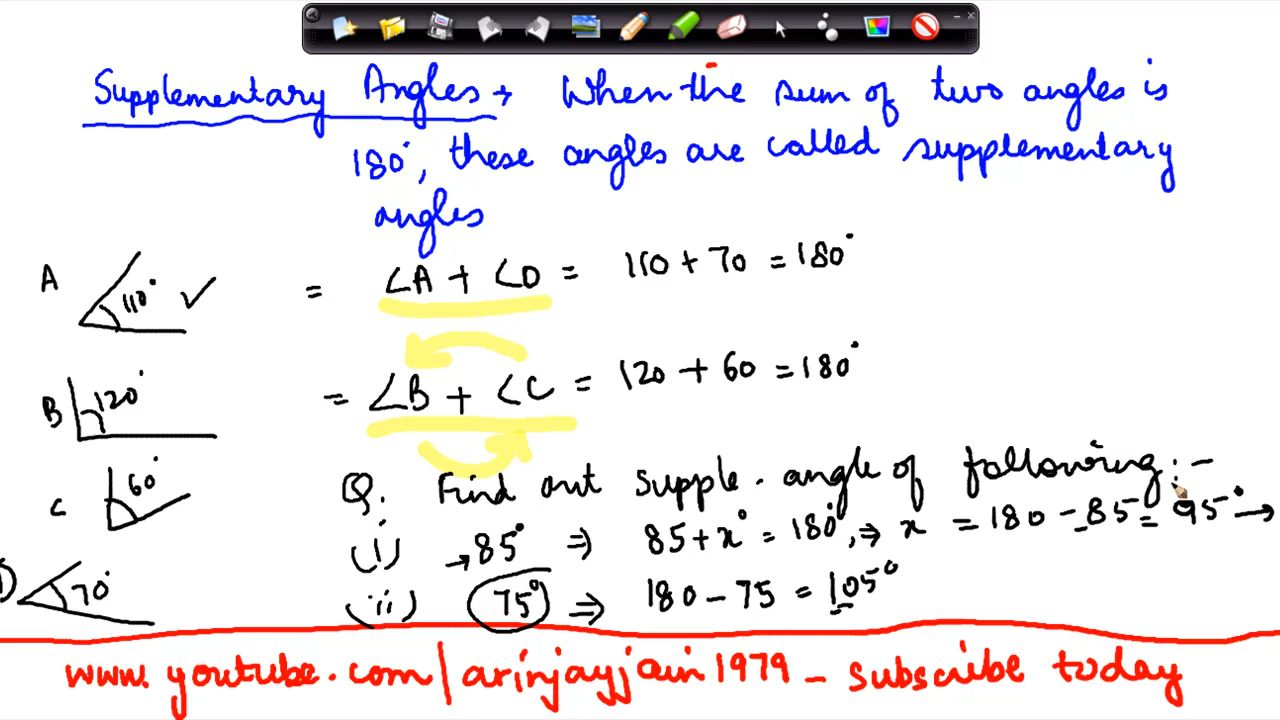 Supplementary Angles → When the sum of two angles is
180°, these angles are called supplementary
angles
A 110° ✓ = ∠A + ∠D = 110 + 70 = 180°
B 120° = ∠B + ∠C = 120 + 60 = 180°
C 60° Q. Find out supple. angle of following :-
(i) → 85° ⇒ 85 + x° = 180°, ⇒ x = 180 - 85 = 95° →
D 70° (ii) 75° ⇒ 180 - 75 = 105°
www.youtube.com/arinjayjain1979 - subscribe today